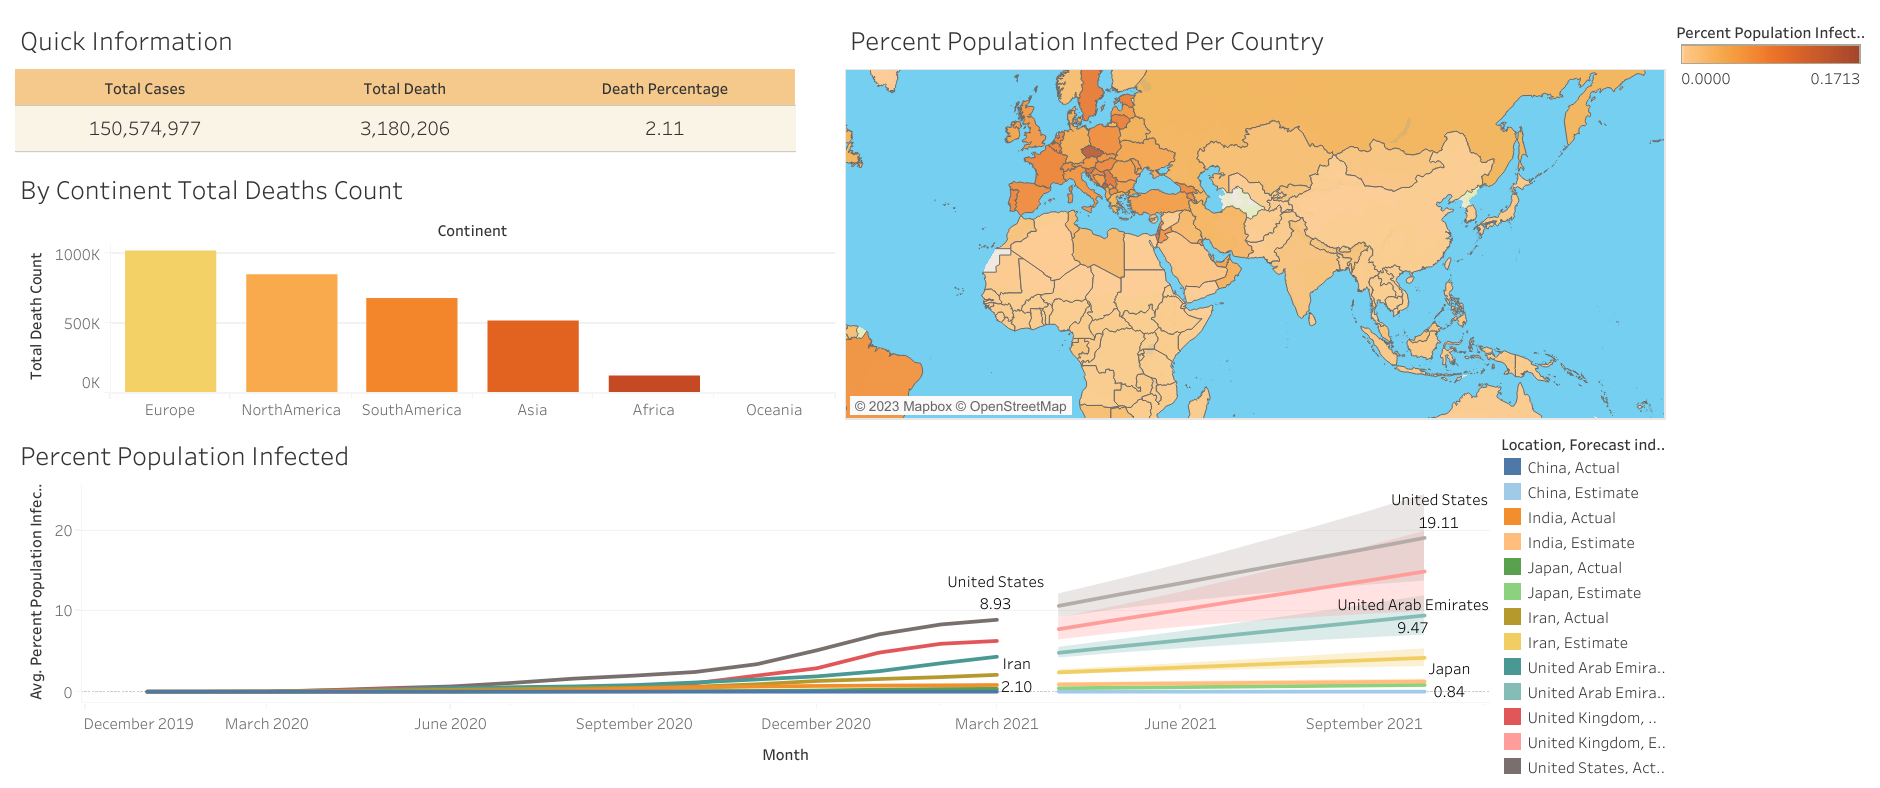 Quick Information
Total Cases Total Death Death Percentage
150,574,977 3,180,206 2.11
By Continent Total Deaths Count
Continent
Total Death Count
1000K
500K
0K
Europe NorthAmerica SouthAmerica Asia Africa Oceania
Percent Population Infected Per Country
© 2023 Mapbox © OpenStreetMap
Percent Population Infect..
0.0000 0.1713
Percent Population Infected
Avg. Percent Population Infec..
20
10
0
United States
8.93
Iran
2.10
United States
19.11
United Arab Emirates
9.47
Japan
0.84
December 2019 March 2020 June 2020 September 2020 December 2020 March 2021 June 2021 September 2021
Month
Location, Forecast ind..
China, Actual
China, Estimate
India, Actual
India, Estimate
Japan, Actual
Japan, Estimate
Iran, Actual
Iran, Estimate
United Arab Emira..
United Arab Emira..
United Kingdom, ..
United Kingdom, E..
United States, Act..